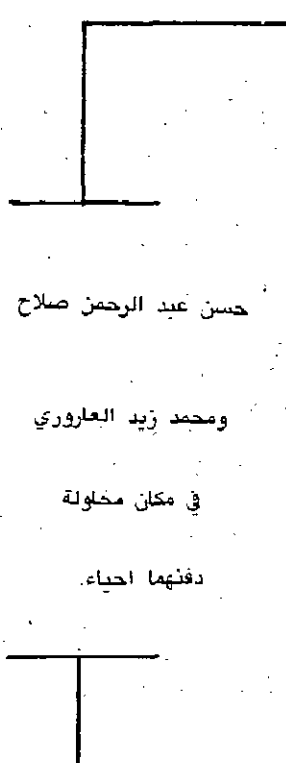 حسن عبد الرحمن صلاح
ومحمد زيد العاروري
في مكان محاولة
دفنهما احياء.